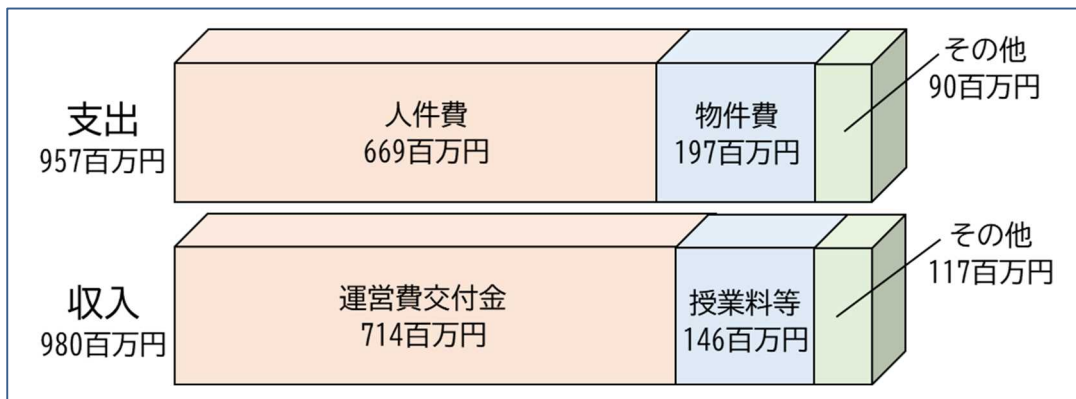 支出
957百万円
人件費
669百万円
物件費
197百万円
その他
90百万円
収入
980百万円
運営費交付金
714百万円
授業料等
146百万円
その他
117百万円